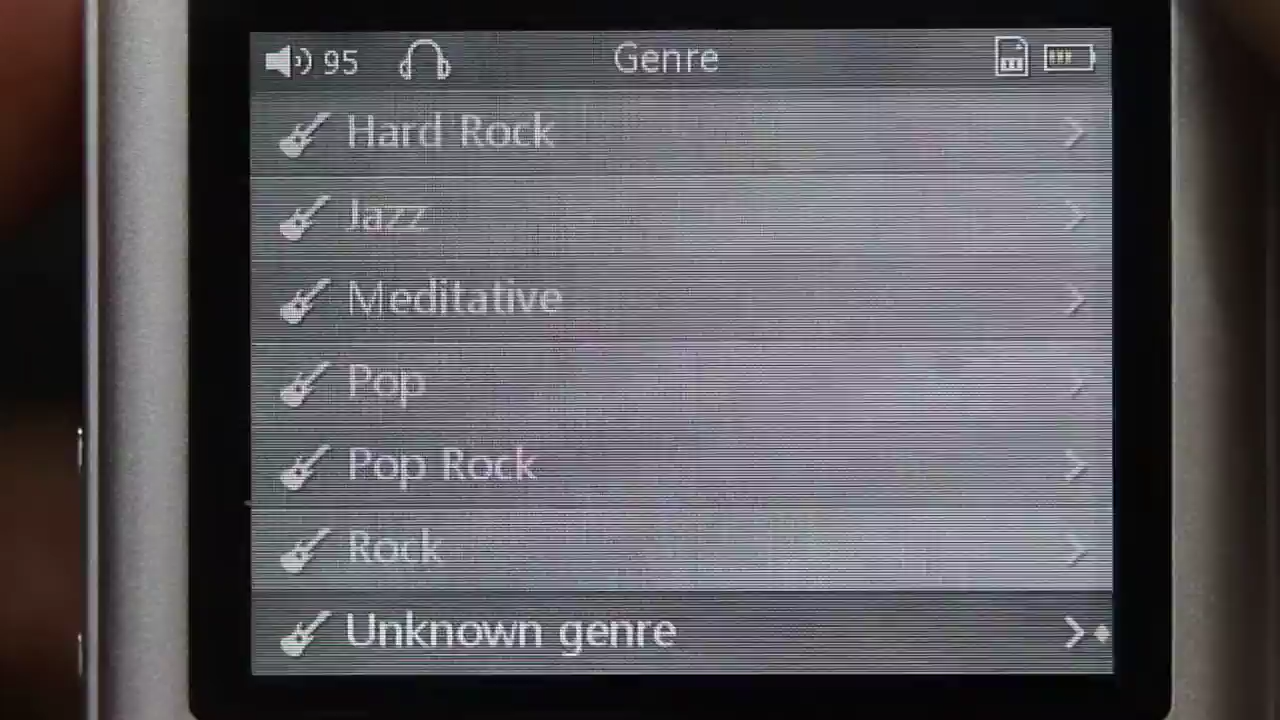 95 Genre
Hard Rock
Jazz
Meditative
Pop
Pop Rock
Rock
Unknown genre